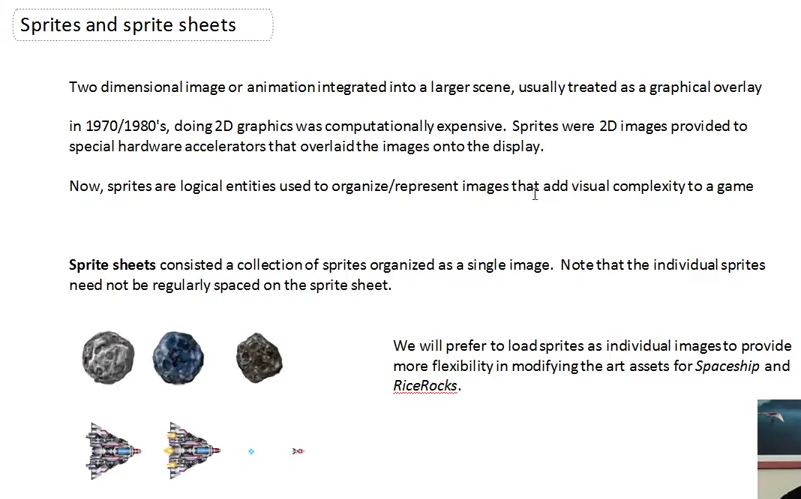 Sprites and sprite sheets
Two dimensional image or animation integrated into a larger scene, usually treated as a graphical overlay
in 1970/1980's, doing 2D graphics was computationally expensive. Sprites were 2D images provided to
special hardware accelerators that overlaid the images onto the display.
Now, sprites are logical entities used to organize/represent images that add visual complexity to a game
Sprite sheets consisted a collection of sprites organized as a single image. Note that the individual sprites
need not be regularly spaced on the sprite sheet.
We will prefer to load sprites as individual images to provide
more flexibility in modifying the art assets for Spaceship and
RiceRocks.